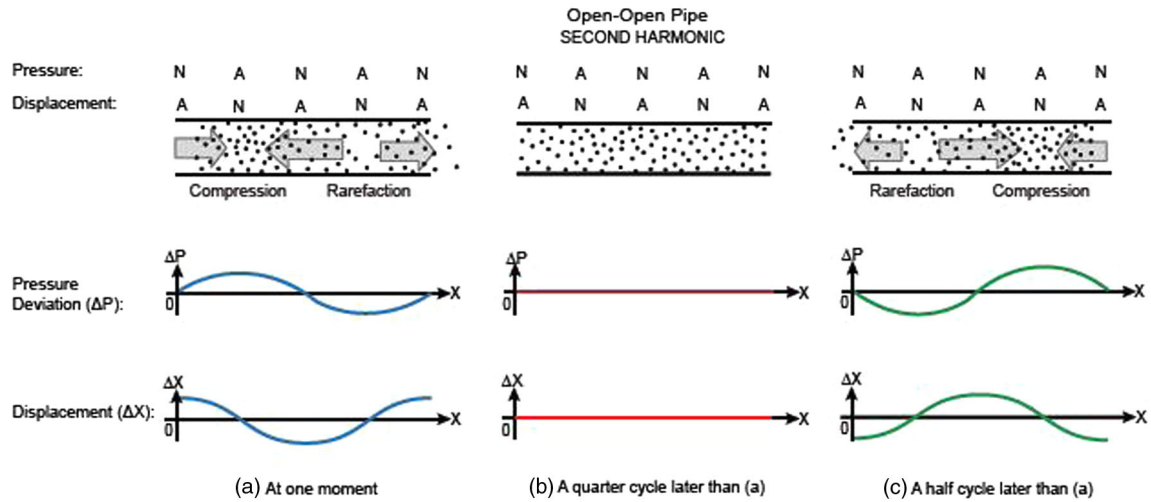 Open-Open Pipe
SECOND HARMONIC
Pressure: N A N A N N A N A N N A N A N
Displacement: A N A N A A N A N A A N A N A
Compression Rarefaction Rarefaction Compression
Pressure
Deviation (ΔP):
ΔP 0 X ΔP 0 X ΔP 0 X
Displacement (ΔX):
ΔX 0 X ΔX 0 X ΔX 0 X
(a) At one moment (b) A quarter cycle later than (a) (c) A half cycle later than (a)